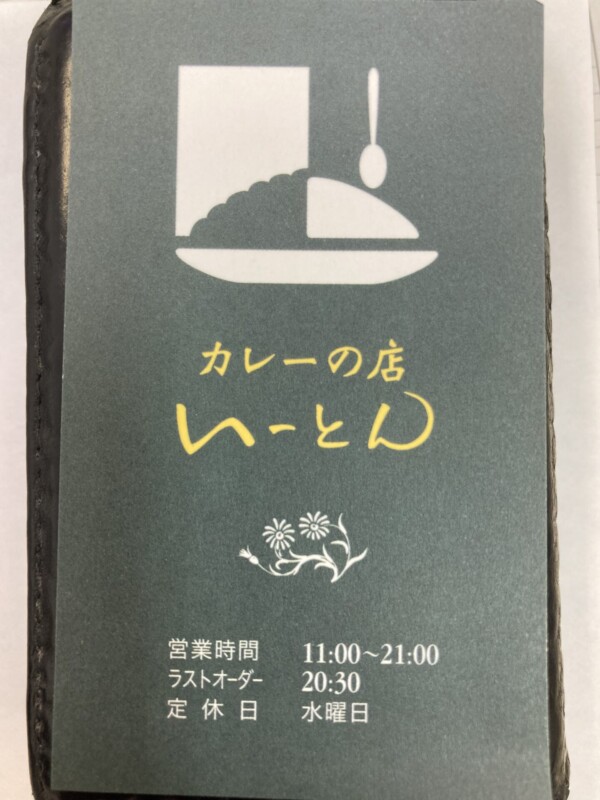 カレーの店
いーとん
営業時間 11:00~21:00
ラストオーダー 20:30
定休日 水曜日